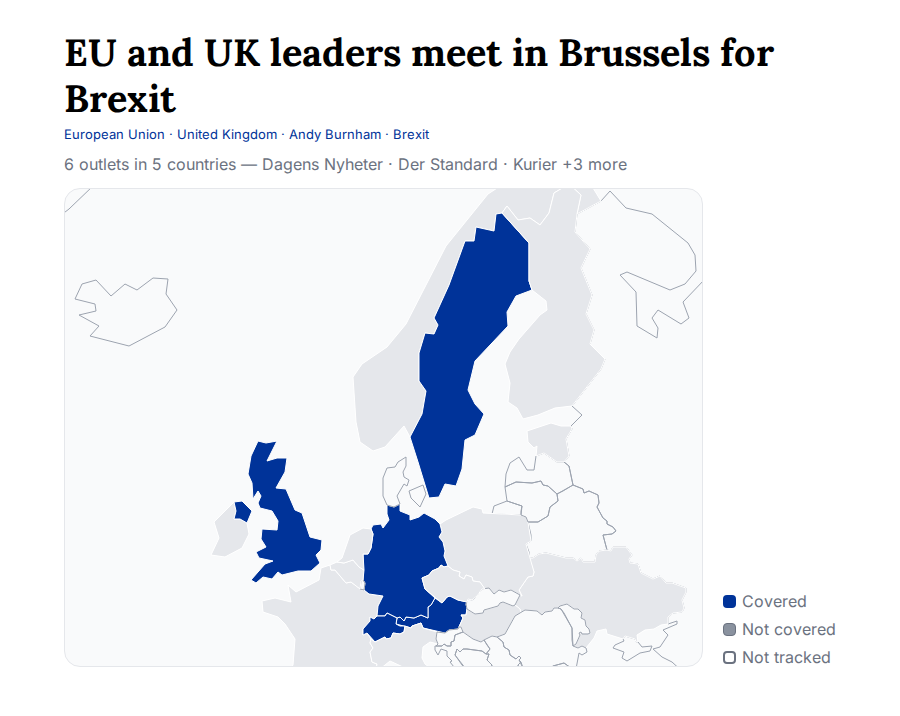 EU and UK leaders meet in Brussels for
Brexit
European Union · United Kingdom · Andy Burnham · Brexit
6 outlets in 5 countries — Dagens Nyheter · Der Standard · Kurier +3 more
Covered
Not covered
Not tracked